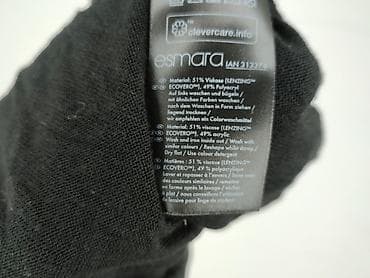 clevercare.info
esmara IAN
Material: 51% Viskose (LENZING™
ECOVERO™), 49% Polyacryl
Auf links waschen und bügeln /
mit ähnlichen Farben waschen /
nach dem Waschen in Form ziehen /
liegend trocknen /
wir empfehlen ein Colorwaschmittel
Material: 51% viscose (LENZING™
ECOVERO™), 49% acrylic
Wash and iron inside out / Wash with
similar colours / Reshape whilst damp /
Dry flat / Use colour detergent
Matières : 51 % viscose (LENZING™
ECOVERO™), 49 % polyacrylique
Laver et repasser à l'envers / laver avec
des couleurs similaires / remettre
en forme après le lavage / sécher
à plat / nous conseillons d'utiliser
de lessive pour linge de couleur